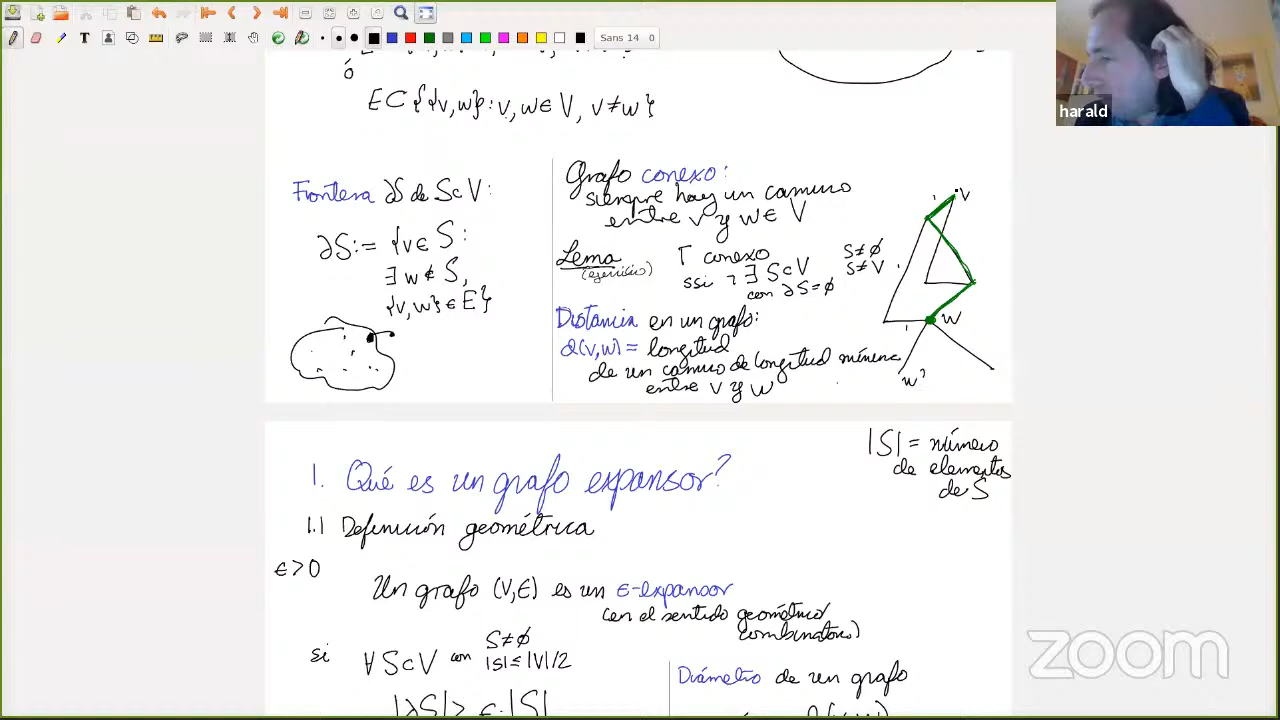 Sans 14 0
harald
ó
E⊂{{v,w}: v,w∈V, v≠w}
Frontera ∂S de S⊂V:
∂S:= {v∈S:
∃ w∉S,
{v,w}∈E}
Grafo conexo:
siempre hay un camino
entre v y w∈ V
Lema
(ejercicio)
Γ conexo
ssi ¬∃ S⊂V
con ∂S=∅
S≠∅
S≠V
Distancia en un grafo:
d(v,w)= longitud
de un camino de longitud mínima
entre v y w
v
w
w'
|S|= número
de elementos
de S
1. Qué es un grafo expansor?
1.1 Definición geométrica
ϵ>0
Un grafo (V,E) es un ϵ-expansor
(en el sentido geométrico/
combinatorio)
si ∀S⊂V con
S≠∅
|S|≤|V|/2
|∂S|≥ ϵ·|S|
Diámetro de un grafo
d(v,w)
zoom